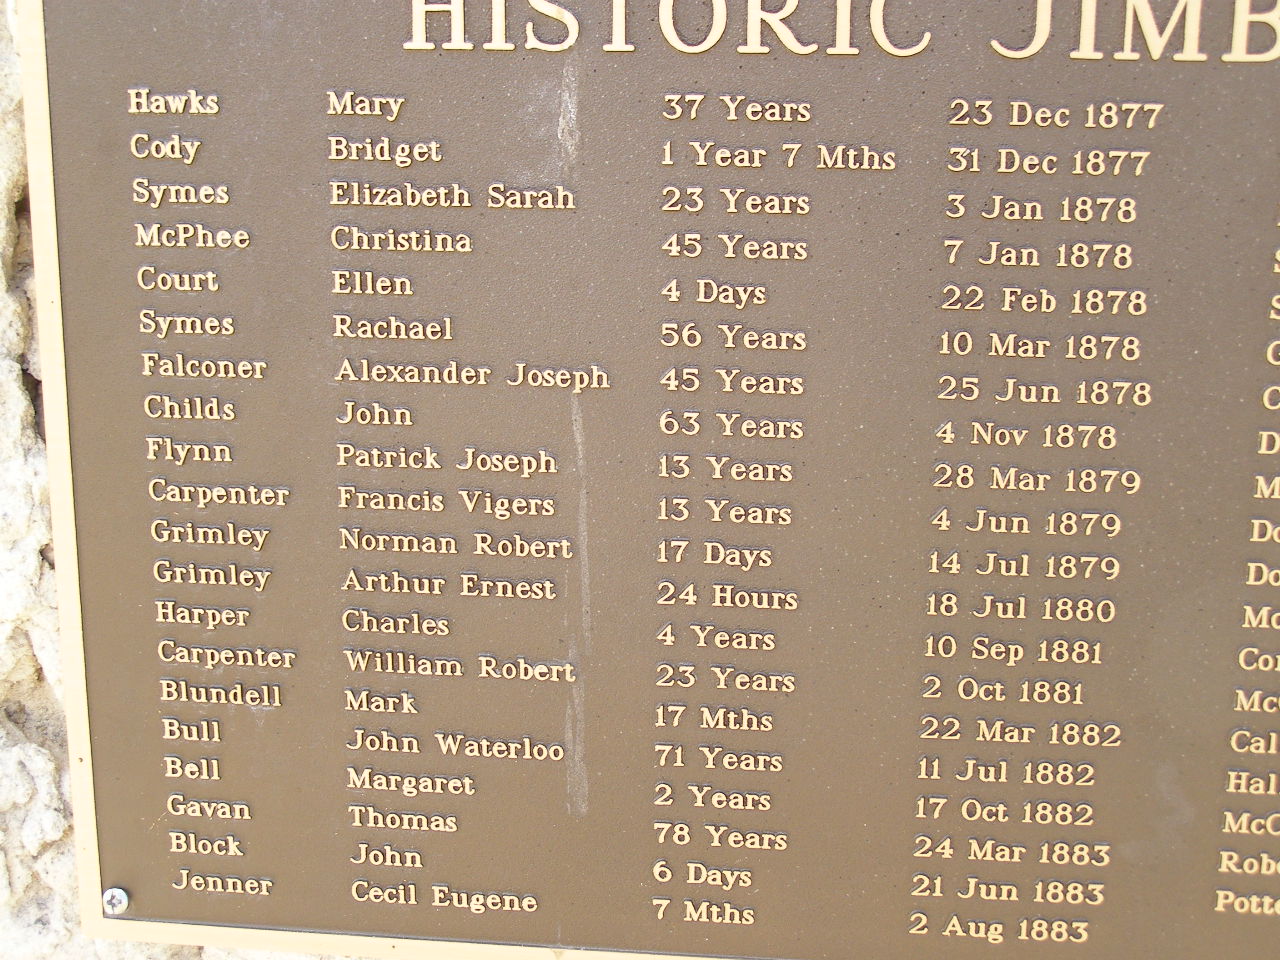 HISTORIC JIMB
Hawks Mary 37 Years 23 Dec 1877
Cody Bridget 1 Year 7 Mths 31 Dec 1877
Symes Elizabeth Sarah 23 Years 3 Jan 1878
McPhee Christina 45 Years 7 Jan 1878
Court Ellen 4 Days 22 Feb 1878
Symes Rachael 56 Years 10 Mar 1878
Falconer Alexander Joseph 45 Years 25 Jun 1878
Childs John 63 Years 4 Nov 1878
Flynn Patrick Joseph 13 Years 28 Mar 1879
Carpenter Francis Vigers 13 Years 4 Jun 1879
Grimley Norman Robert 17 Days 14 Jul 1879
Grimley Arthur Ernest 24 Hours 18 Jul 1880
Harper Charles 4 Years 10 Sep 1881
Carpenter William Robert 23 Years 2 Oct 1881
Blundell Mark 17 Mths 22 Mar 1882
Bull John Waterloo 71 Years 11 Jul 1882
Bell Margaret 2 Years 17 Oct 1882
Gavan Thomas 78 Years 24 Mar 1883
Block John 6 Days 21 Jun 1883
Jenner Cecil Eugene 7 Mths 2 Aug 1883